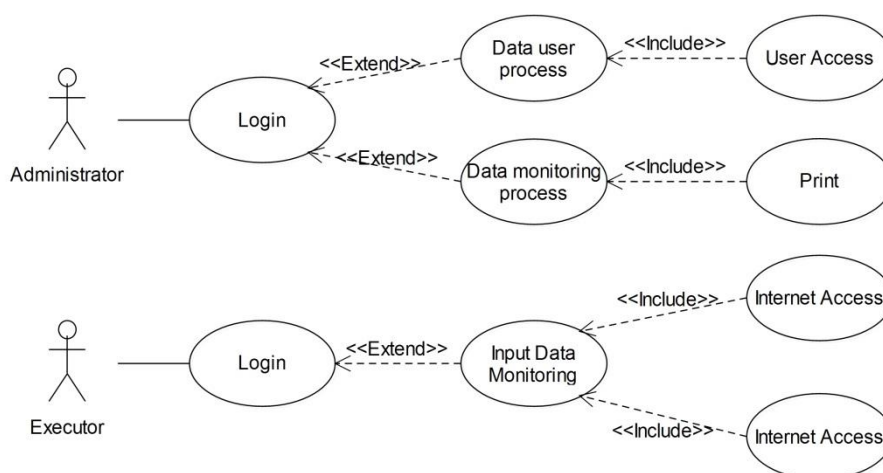 <<Extend>>
Data user
process
<<Include>>
User Access
Login
Administrator
<<Extend>>
Data monitoring
process
<<Include>>
Print
<<Include>>
Internet Access
Login
<<Extend>>
Input Data
Monitoring
Executor
<<Include>>
Internet Access